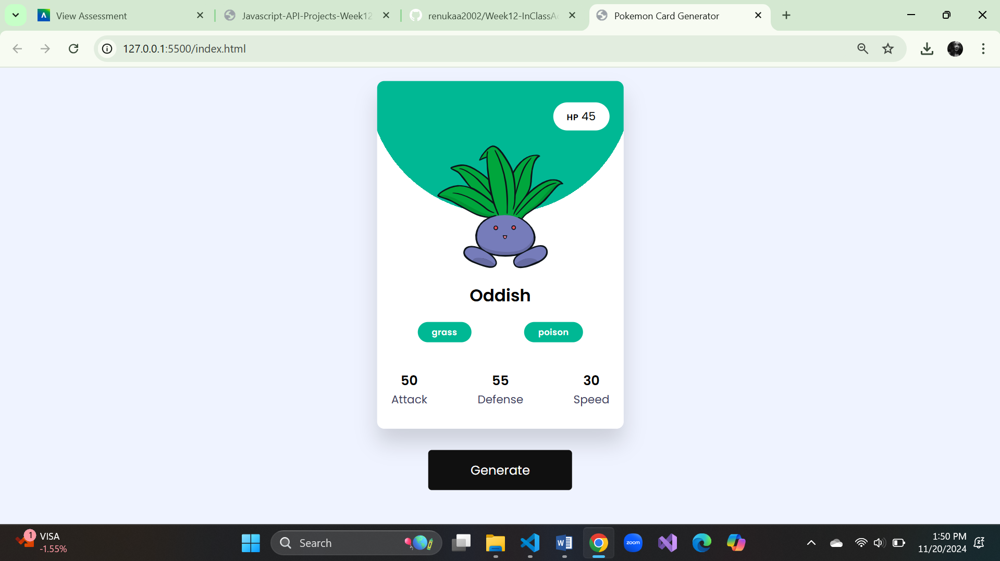 View Assessment
Javascript-API-Projects-Week12
renukaa2002/Week12-InClassAc
Pokemon Card Generator
127.0.0.1:5500/index.html
HP 45
Oddish
grass
poison
50
55
30
Attack
Defense
Speed
Generate
1
VISA
-1.55%
Search
zoom
1:50 PM
11/20/2024